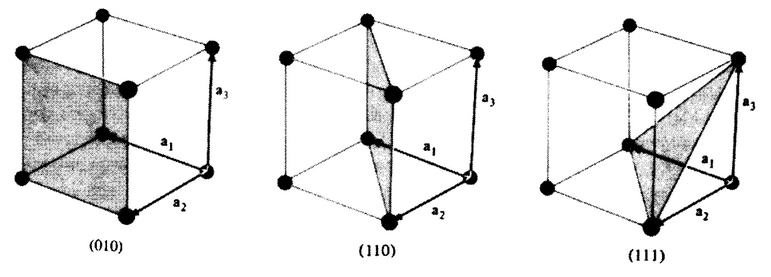 a₃
a₁
a₂
(010)
a₃
a₁
a₂
(110)
a₃
a₁
a₂
(111)